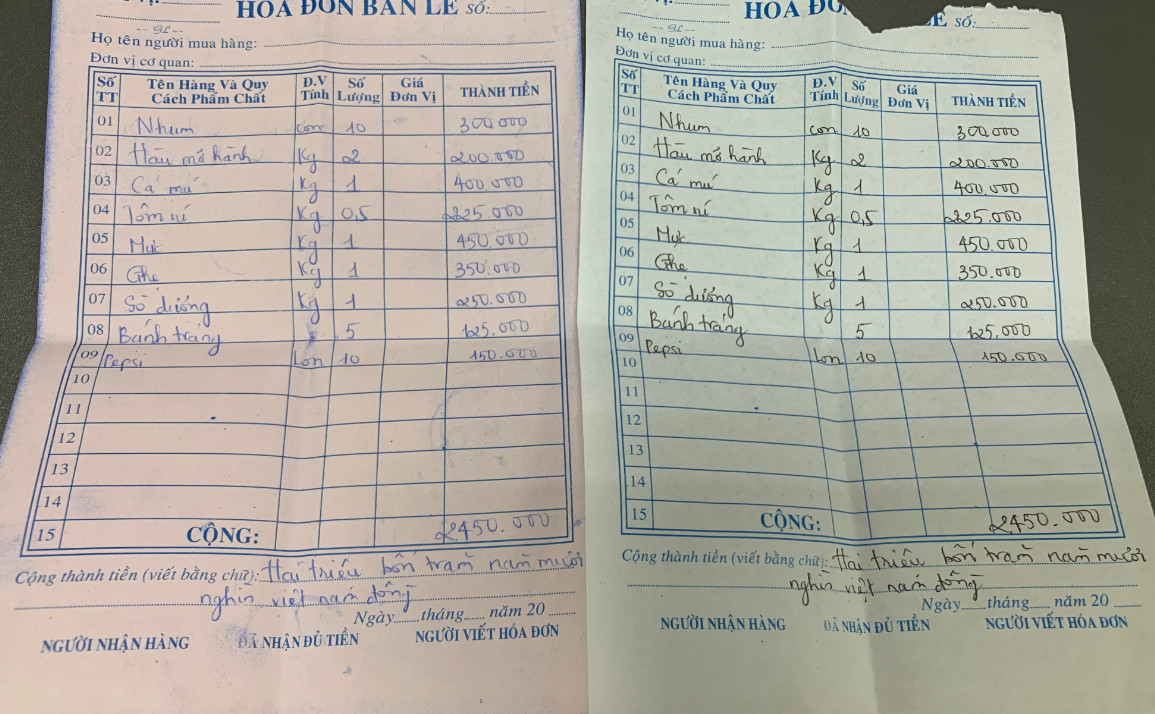 HÓA ĐƠN BÁN LẺ Số:
Họ tên người mua hàng:
Đơn vị cơ quan:
Số TT Tên Hàng Và Quy Cách Phẩm Chất Đ.V Tính Số Lượng Giá Đơn Vị THÀNH TIỀN
01 Nhum con 10 300.000
02 Hàu mỡ hành Kg 2 200.000
03 Cá mú Kg 1 400.000
04 Tôm sú Kg 0,5 225.000
05 Mực Kg 1 450.000
06 Ghẹ Kg 1 350.000
07 Sò dương Kg 1 250.000
08 Bánh tráng 5 125.000
09 Pepsi Lon 10 150.000
10
11
12
13
14
15 CỘNG: 2450.000
Cộng thành tiền (viết bằng chữ): Hai triệu bốn trăm năm mươi
nghìn việt nam đồng
Ngày tháng năm 20
NGƯỜI NHẬN HÀNG ĐÃ NHẬN ĐỦ TIỀN NGƯỜI VIẾT HÓA ĐƠN
HÓA ĐƠ LẺ Số:
Họ tên người mua hàng:
Đơn vị cơ quan:
Số TT Tên Hàng Và Quy Cách Phẩm Chất Đ.V Tính Số Lượng Giá Đơn Vị THÀNH TIỀN
01 Nhum con 10 300.000
02 Hàu mỡ hành Kg 2 200.000
03 Cá mú Kg 1 400.000
04 Tôm sú Kg 0,5 225.000
05 Mực Kg 1 450.000
06 Ghẹ Kg 1 350.000
07 Sò dương Kg 1 250.000
08 Bánh tráng 5 125.000
09 Pepsi Lon 10 150.000
10
11
12
13
14
15 CỘNG: 2450.000
Cộng thành tiền (viết bằng chữ): Hai triệu bốn trăm năm mươi
nghìn việt nam đồng
Ngày tháng năm 20
NGƯỜI NHẬN HÀNG ĐÃ NHẬN ĐỦ TIỀN NGƯỜI VIẾT HÓA ĐƠN